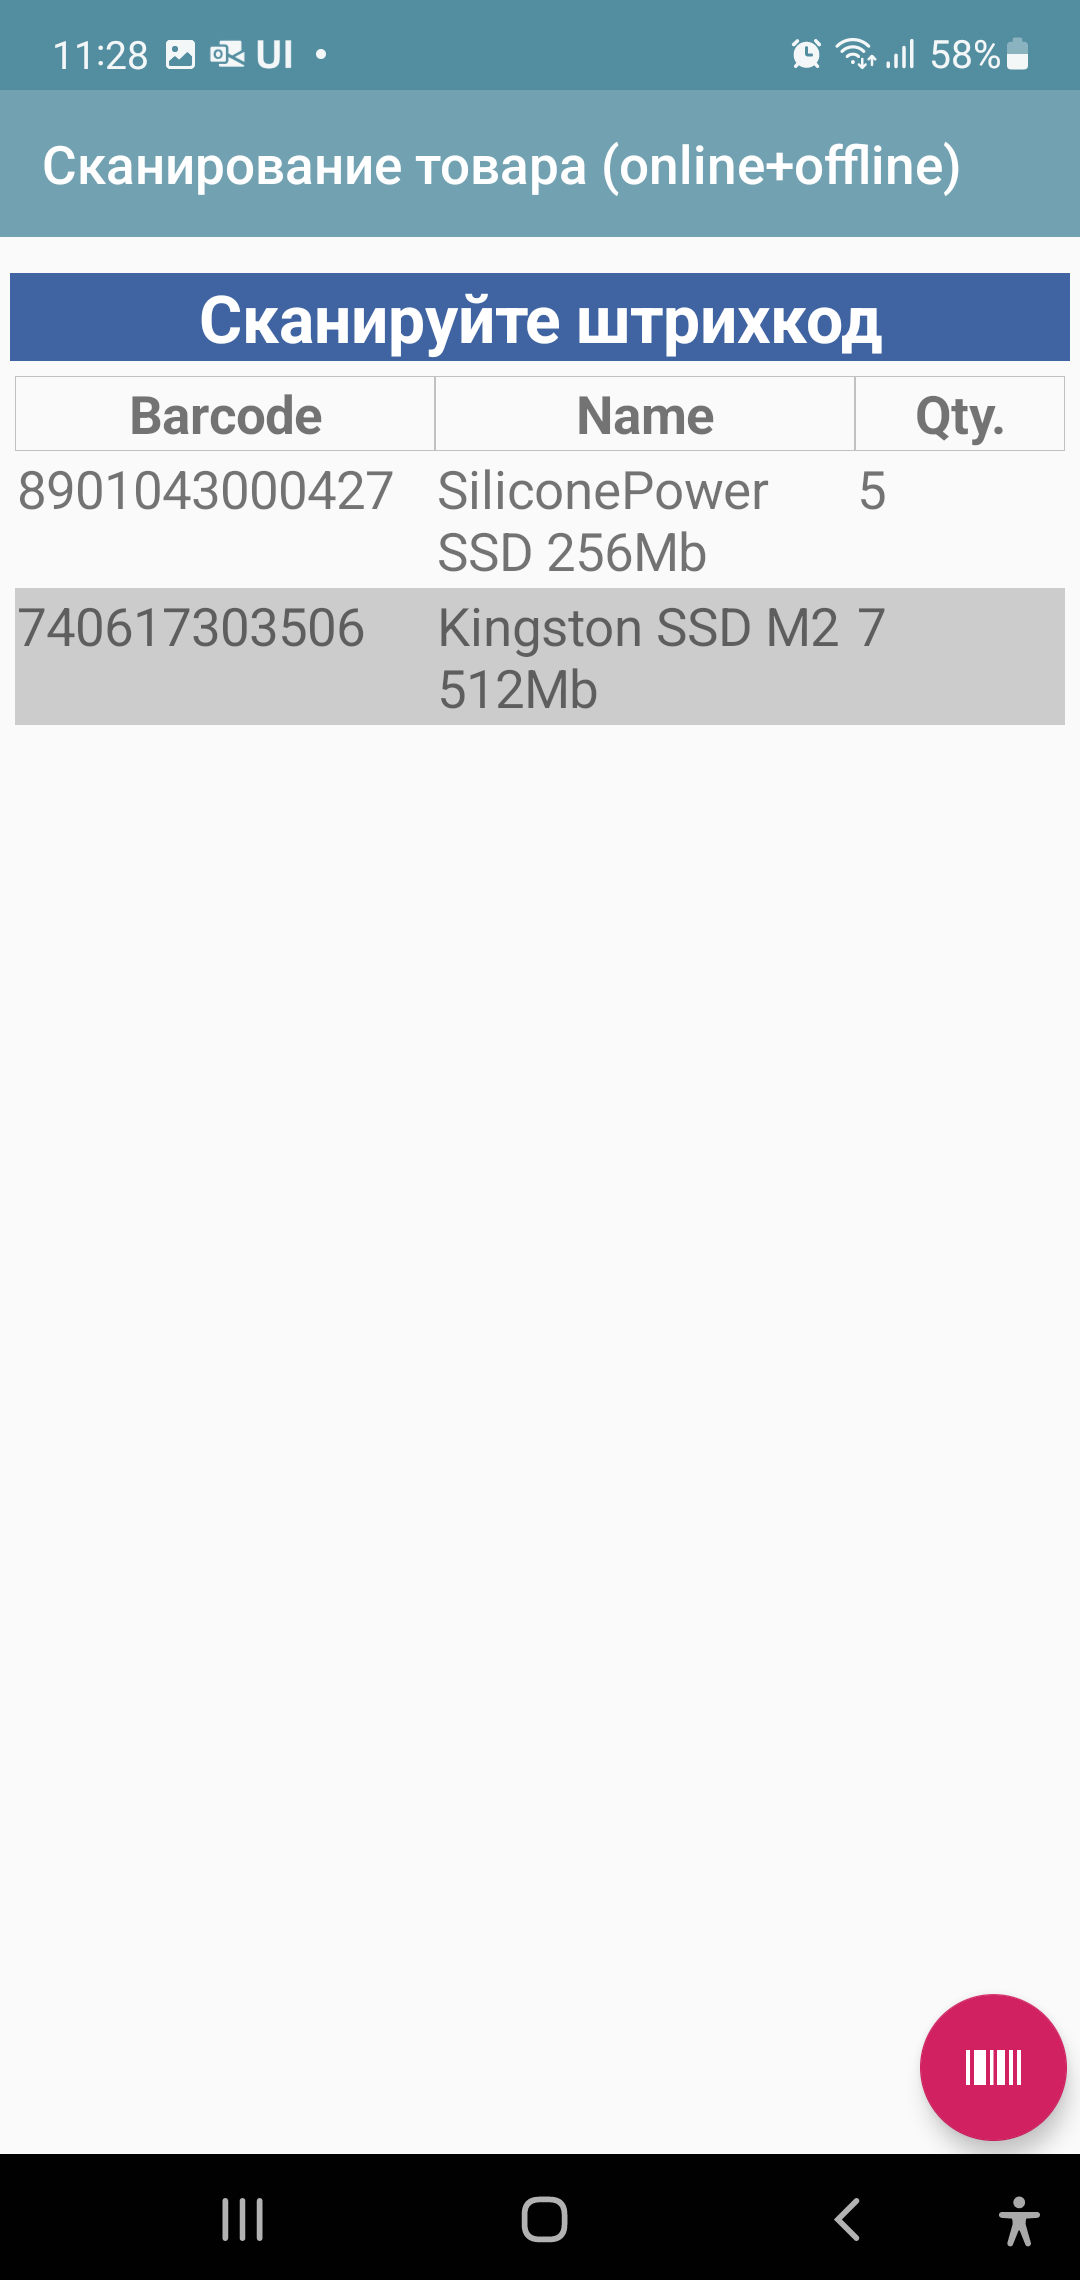 11:28 UI 58%
Сканирование товара (online+offline)
Сканируйте штрихкод
Barcode Name Qty.
8901043000427 SiliconePower 5
SSD 256Mb
740617303506 Kingston SSD M2 7
512Mb